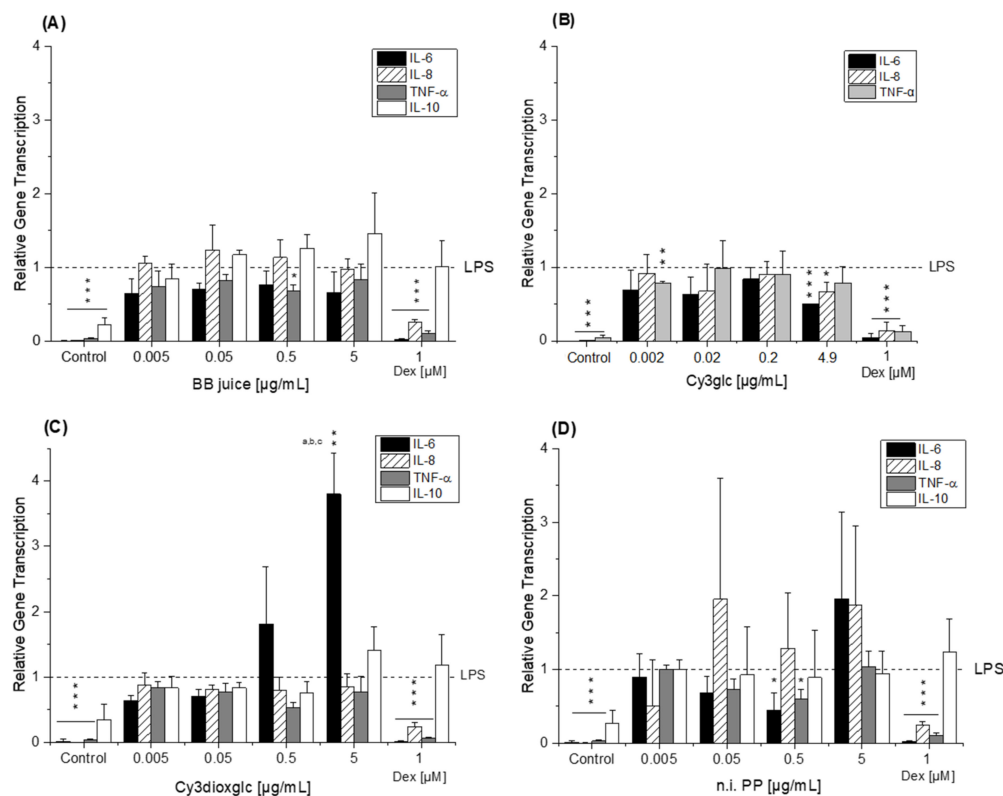 (A)
Relative Gene Transcription
4
3
2
1
0
IL-6
IL-8
TNF-α
IL-10
LPS
***
*
***
Control 0.005 0.05 0.5 5 1
BB juice [µg/mL] Dex [µM]
(B)
Relative Gene Transcription
4
3
2
1
0
IL-6
IL-8
TNF-α
LPS
***
**
***
*
***
Control 0.002 0.02 0.2 4.9 1
Cy3glc [µg/mL] Dex [µM]
(C)
Relative Gene Transcription
4
3
2
1
0
IL-6
IL-8
TNF-α
IL-10
LPS
***
a,b,c
**
***
Control 0.005 0.05 0.5 5 1
Cy3dioxglc [µg/mL] Dex [µM]
(D)
Relative Gene Transcription
4
3
2
1
0
IL-6
IL-8
TNF-α
IL-10
LPS
***
*
*
***
Control 0.005 0.05 0.5 5 1
n.i. PP [µg/mL] Dex [µM]